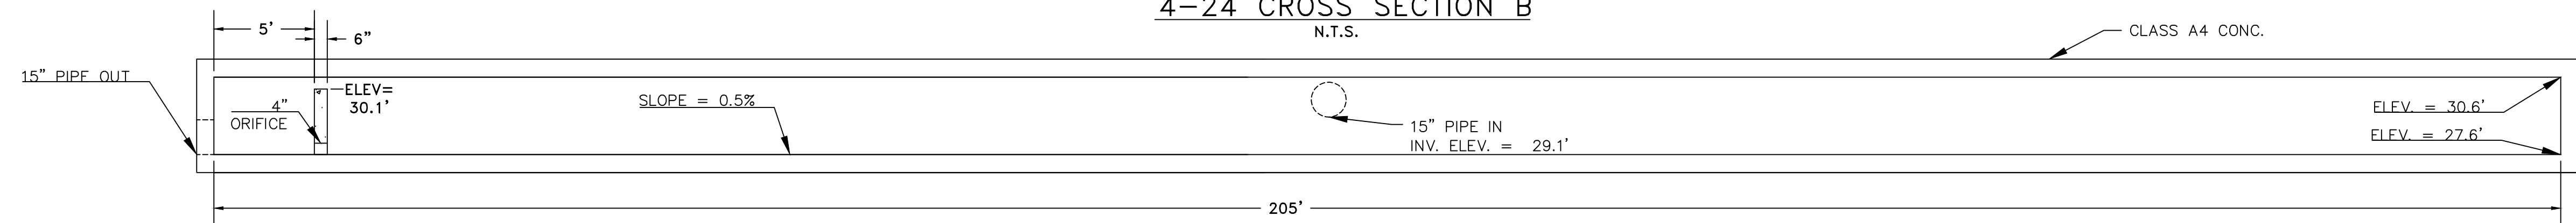 4-24 CROSS SECTION B
N.T.S.
5'
6"
CLASS A4 CONC.
15" PIPE OUT
ELEV=
30.1'
4"
ORIFICE
SLOPE = 0.5%
15" PIPE IN
INV. ELEV. = 29.1'
ELEV. = 30.6'
ELEV. = 27.6'
205'